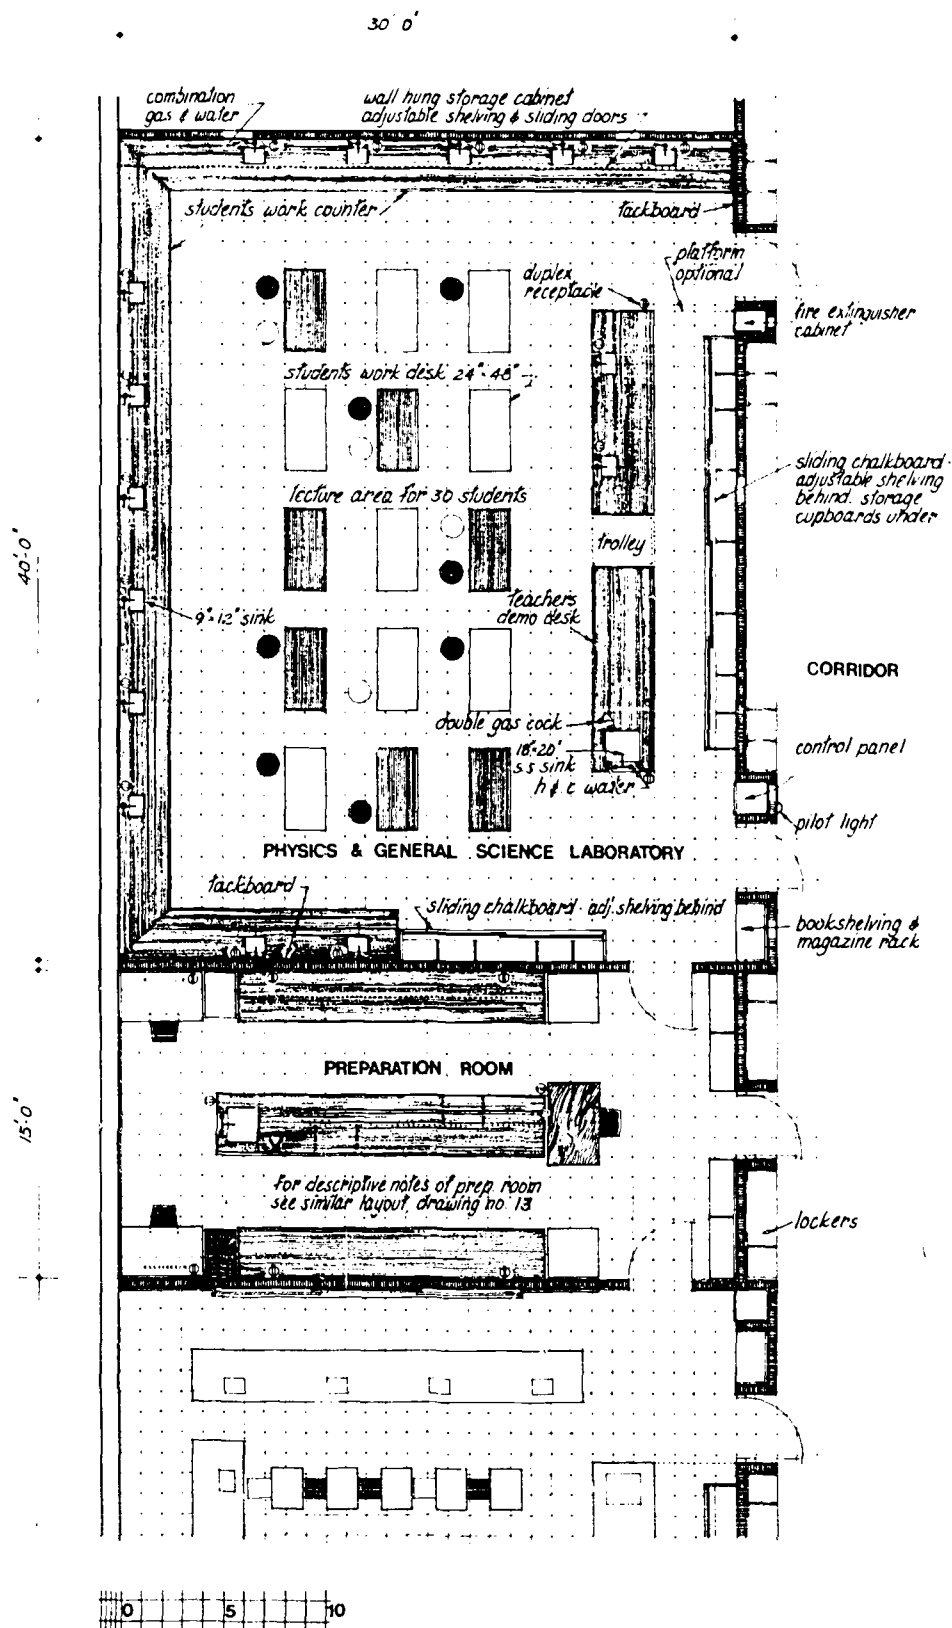 30'0"
combination
gas & water
wall hung storage cabinet
adjustable shelving & sliding doors
students work counter
tackboard
platform
optional
duplex
receptacle
fire extinguisher
cabinet
students work desk 24"-48"
sliding chalkboard
adjustable shelving
behind. storage
cupboards under
lecture area for 30 students
trolley
40'-0"
teachers
demo desk
9"-12" sink
CORRIDOR
double gas cock
18"-20"
s.s sink
h & c water
control panel
pilot light
PHYSICS & GENERAL SCIENCE LABORATORY
tackboard
sliding chalkboard - adj. shelving behind
bookshelving &
magazine rack
PREPARATION ROOM
15'-0"
For descriptive notes of prep. room
see similar layout, drawing no. 13
lockers
0 5 10